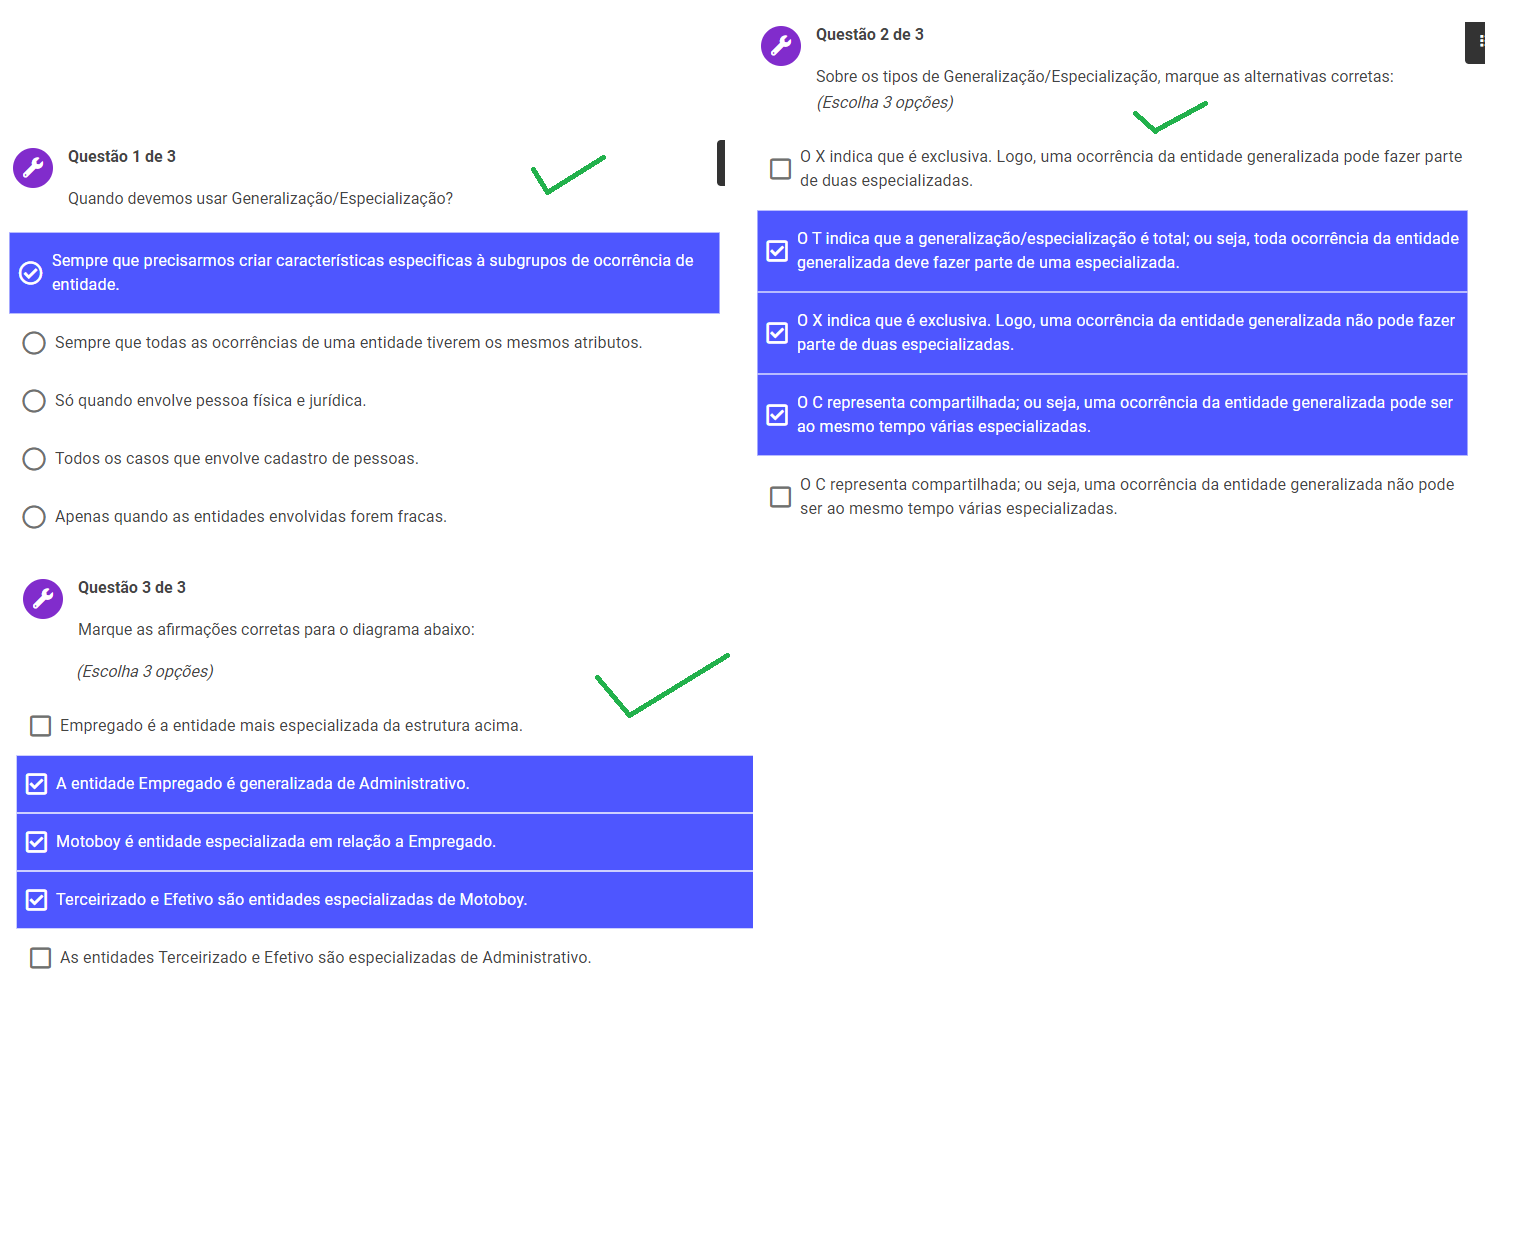 Questão 1 de 3
Quando devemos usar Generalização/Especialização?
Sempre que precisarmos criar características especificas à subgrupos de ocorrência de
entidade.
Sempre que todas as ocorrências de uma entidade tiverem os mesmos atributos.
Só quando envolve pessoa física e jurídica.
Todos os casos que envolve cadastro de pessoas.
Apenas quando as entidades envolvidas forem fracas.
Questão 2 de 3
Sobre os tipos de Generalização/Especialização, marque as alternativas corretas:
(Escolha 3 opções)
O X indica que é exclusiva. Logo, uma ocorrência da entidade generalizada pode fazer parte
de duas especializadas.
O T indica que a generalização/especialização é total; ou seja, toda ocorrência da entidade
generalizada deve fazer parte de uma especializada.
O X indica que é exclusiva. Logo, uma ocorrência da entidade generalizada não pode fazer
parte de duas especializadas.
O C representa compartilhada; ou seja, uma ocorrência da entidade generalizada pode ser
ao mesmo tempo várias especializadas.
O C representa compartilhada; ou seja, uma ocorrência da entidade generalizada não pode
ser ao mesmo tempo várias especializadas.
Questão 3 de 3
Marque as afirmações corretas para o diagrama abaixo:
(Escolha 3 opções)
Empregado é a entidade mais especializada da estrutura acima.
A entidade Empregado é generalizada de Administrativo.
Motoboy é entidade especializada em relação a Empregado.
Terceirizado e Efetivo são entidades especializadas de Motoboy.
As entidades Terceirizado e Efetivo são especializadas de Administrativo.